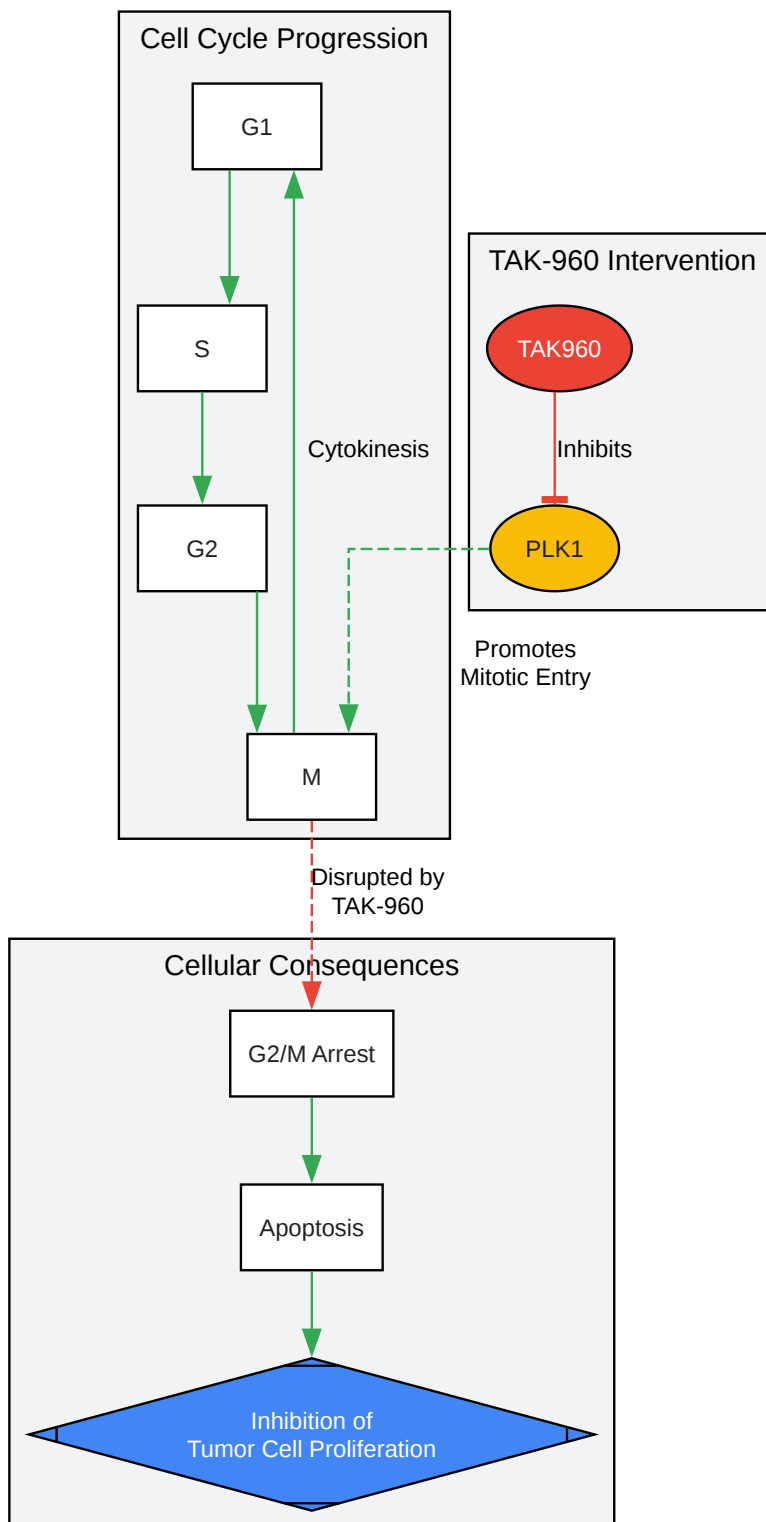 Cell Cycle Progression
G1
TAK-960 Intervention
S
TAK960
Cytokinesis
Inhibits
G2
PLK1
Promotes
Mitotic Entry
M
Disrupted by
TAK-960
Cellular Consequences
G2/M Arrest
Apoptosis
Inhibition of
Tumor Cell Proliferation